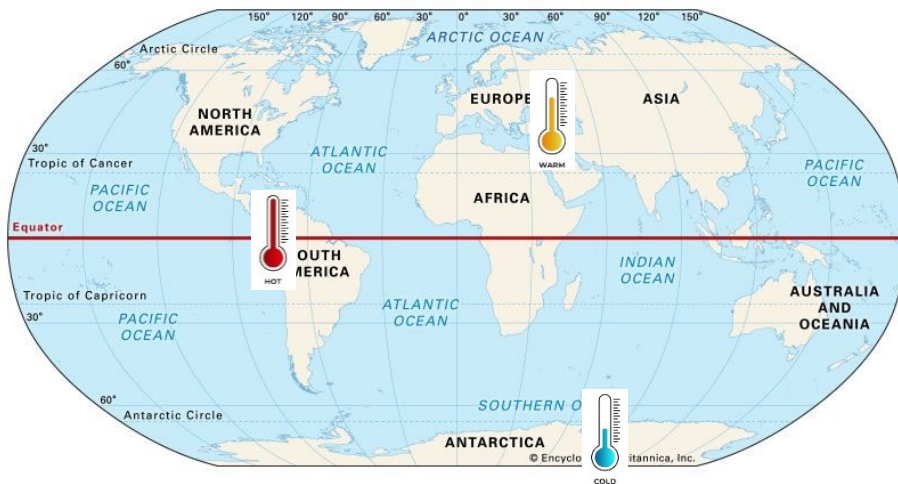 150° 120° 90° 60° 30° 0° 30° 60° 90° 120° 150°
ARCTIC OCEAN
Arctic Circle
60°
NORTH
AMERICA
EUROPE
ASIA
WARM
30°
Tropic of Cancer
ATLANTIC
OCEAN
PACIFIC
OCEAN
PACIFIC
OCEAN
AFRICA
Equator
HOT
OUTH
MERICA
INDIAN
OCEAN
Tropic of Capricorn
30°
PACIFIC
OCEAN
ATLANTIC
OCEAN
AUSTRALIA
AND
OCEANIA
60°
Antarctic Circle
SOUTHERN O
ANTARCTICA
© Encyclo ritannica, Inc.
COLD